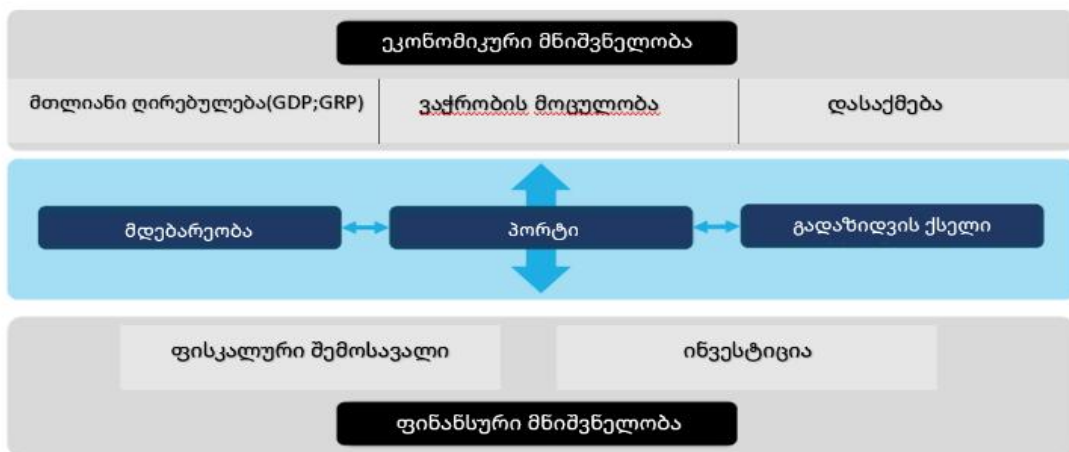 ეკონომიკური მნიშვნელობა
მთლიანი ღირებულება(GDP;GRP)
ვაჭრობის მოცულობა
დასაქმება
მდებარეობა
პორტი
გადაზიდვის ქსელი
ფისკალური შემოსავალი
ინვესტიცია
ფინანსური მნიშვნელობა